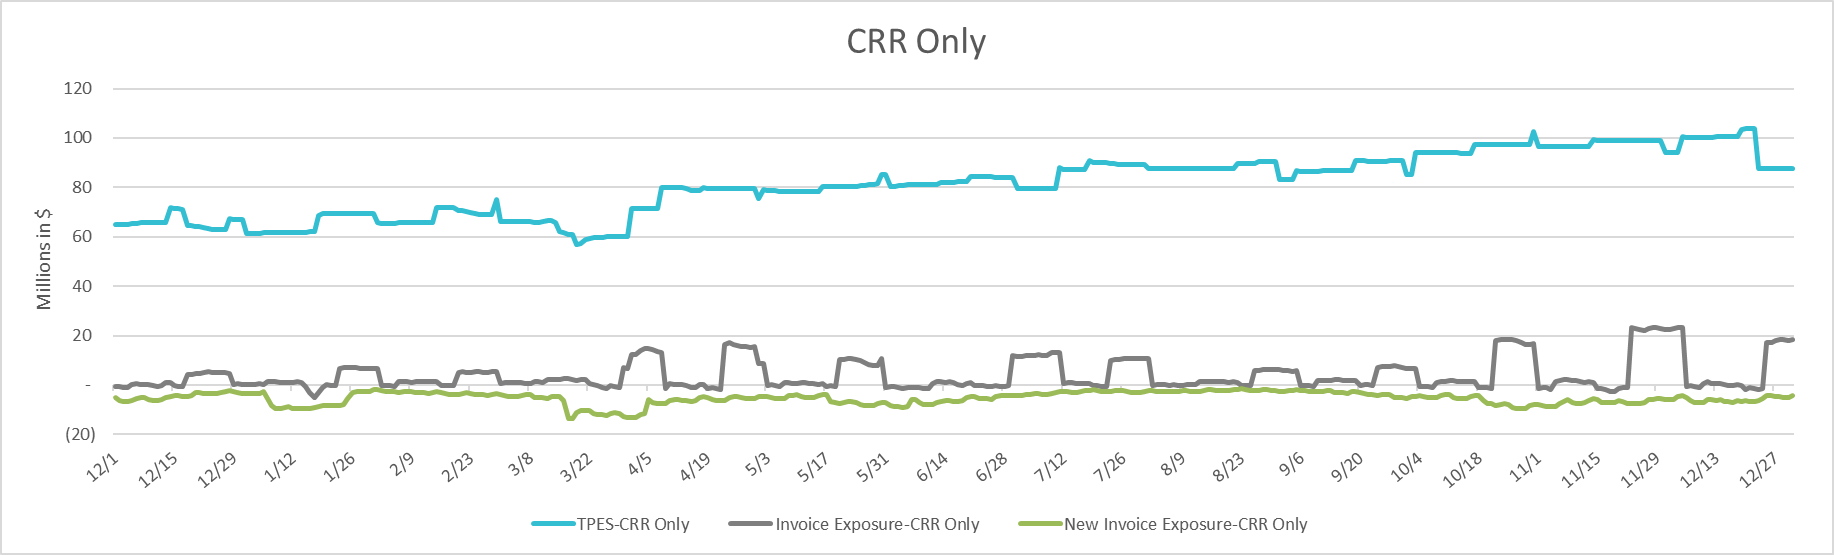 CRR Only
Millions in $
120
100
80
60
40
20
-
(20)
12/1 12/15 12/29 1/12 1/26 2/9 2/23 3/8 3/22 4/5 4/19 5/3 5/17 5/31 6/14 6/28 7/12 7/26 8/9 8/23 9/6 9/20 10/4 10/18 11/1 11/15 11/29 12/13 12/27
TPES-CRR Only Invoice Exposure-CRR Only New Invoice Exposure-CRR Only